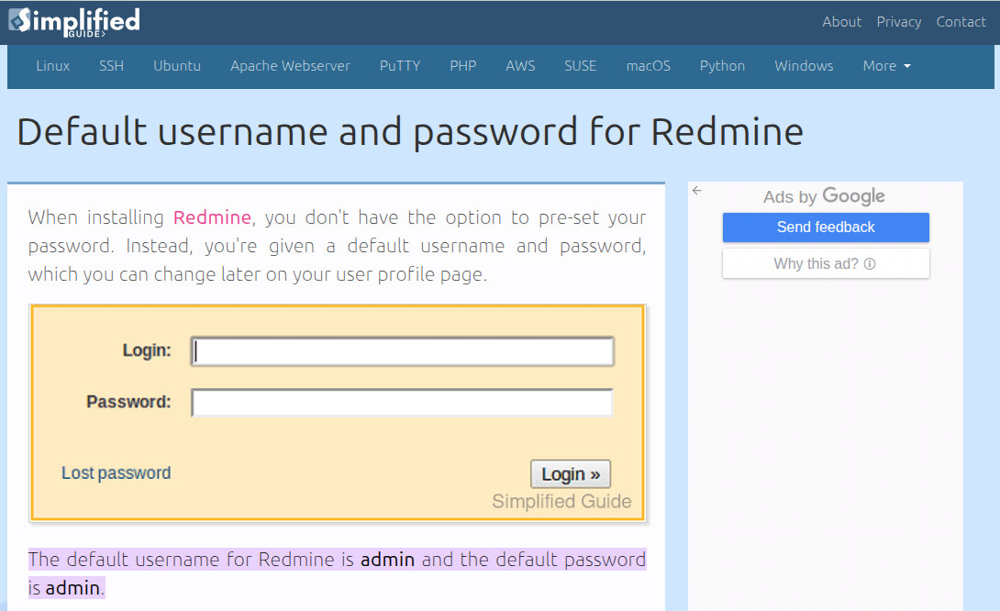 Simplified
GUIDE>
About Privacy Contact
Linux SSH Ubuntu Apache Webserver PuTTY PHP AWS SUSE macOS Python Windows More
Default username and password for Redmine
When installing Redmine, you don't have the option to pre-set your
password. Instead, you're given a default username and password,
which you can change later on your user profile page.
Login:
Password:
Lost password
Login »
Simplified Guide
The default username for Redmine is admin and the default password
is admin.
Ads by Google
Send feedback
Why this ad?